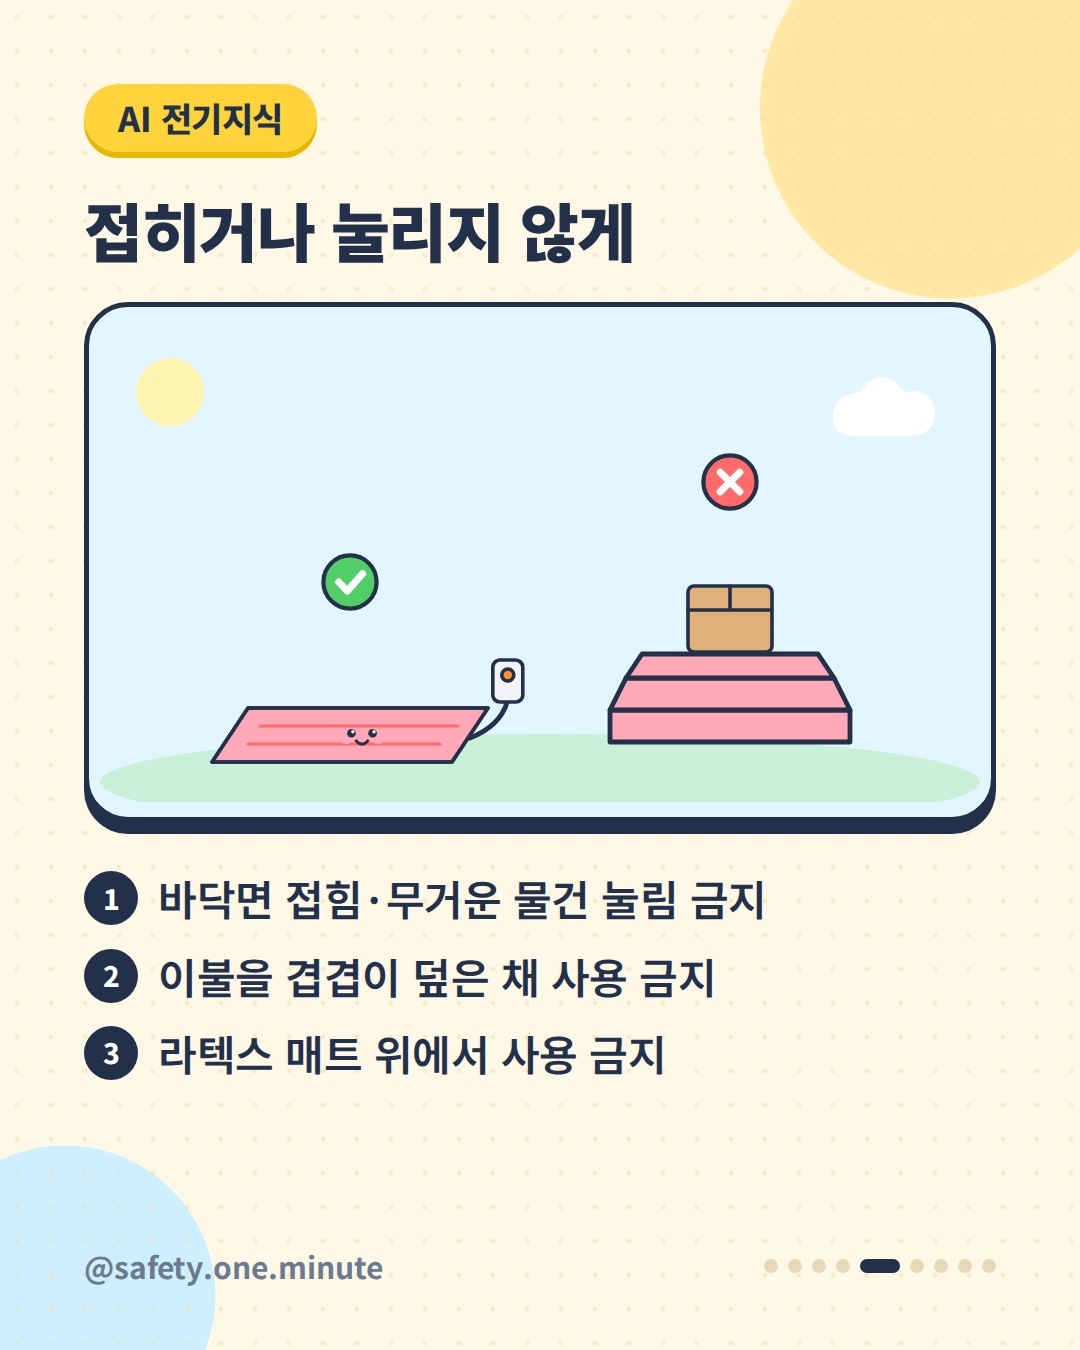 AI 전기지식
접히거나 눌리지 않게
1 바닥면 접힘·무거운 물건 눌림 금지
2 이불을 겹겹이 덮은 채 사용 금지
3 라텍스 매트 위에서 사용 금지
@safety.one.minute